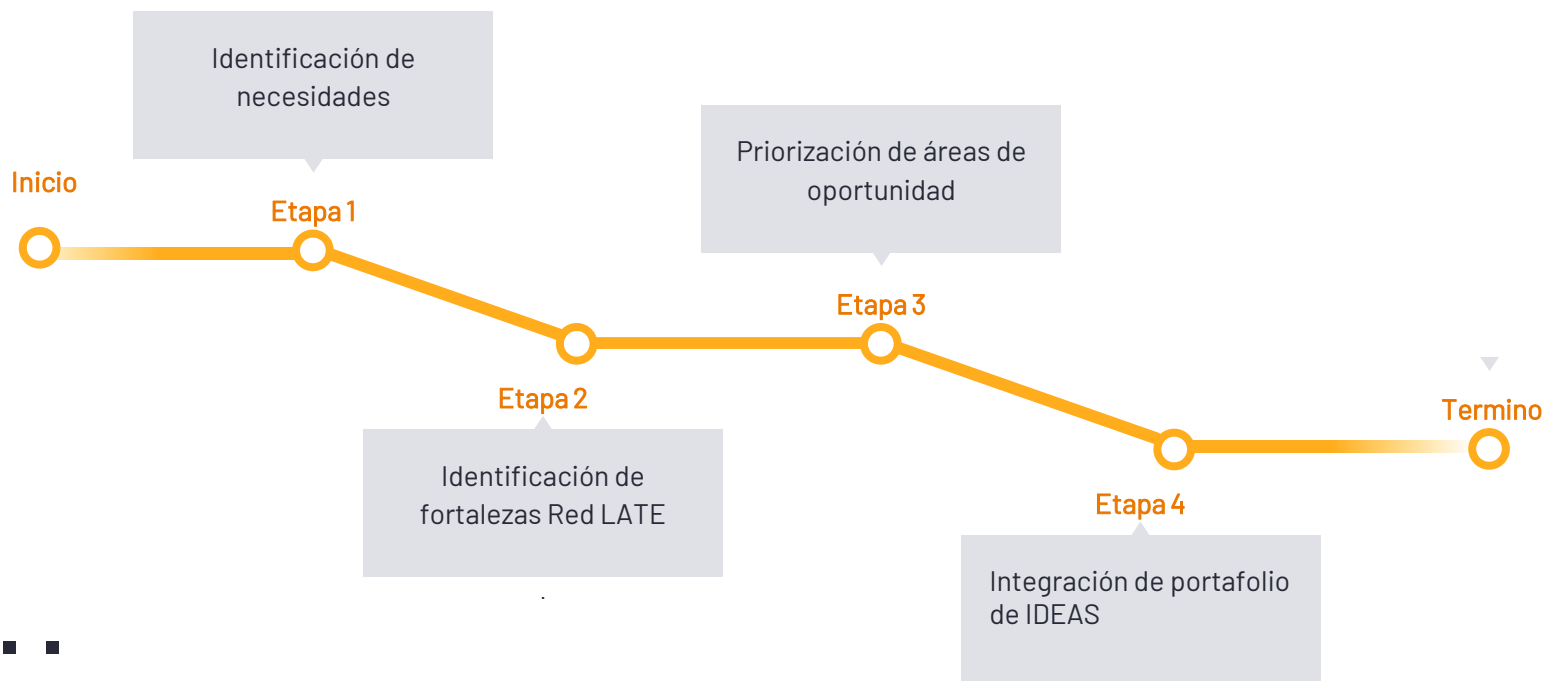 Inicio
Identificación de
necesidades
Etapa 1
Etapa 2
Identificación de
fortalezas Red LATE
.
Priorización de áreas de
oportunidad
Etapa 3
Etapa 4
Integración de portafolio
de IDEAS
Termino